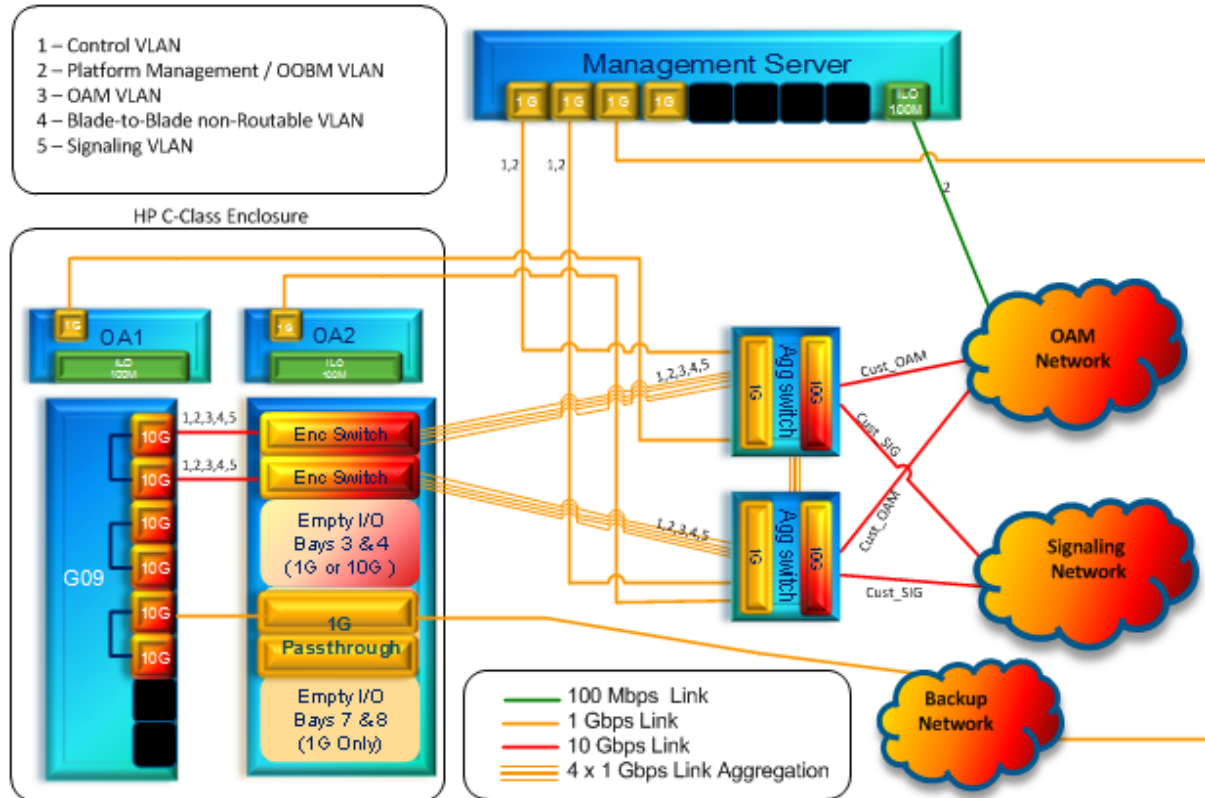 1 – Control VLAN
2 – Platform Management / OOBM VLAN
3 – OAM VLAN
4 – Blade-to-Blade non-Routable VLAN
5 – Signaling VLAN
Management Server
1G
1G
1G
1G
ILO
100M
1,2
1,2
2
HP C-Class Enclosure
1G
OA1
ILO
100M
1G
OA2
ILO
100M
G09
10G
10G
10G
10G
10G
10G
1,2,3,4,5
1,2,3,4,5
Enc Switch
Enc Switch
Empty I/O
Bays 3 & 4
(1G or 10G )
1G
Passthrough
Empty I/O
Bays 7 & 8
(1G Only)
1,2,3,4,5
1,2,3,4,5
1G
Agg switch
10G
1G
Agg switch
10G
Cust_OAM
Cust_SIG
Cust_OAM
Cust_SIG
OAM
Network
Signaling
Network
Backup
Network
100 Mbps Link
1 Gbps Link
10 Gbps Link
4 x 1 Gbps Link Aggregation